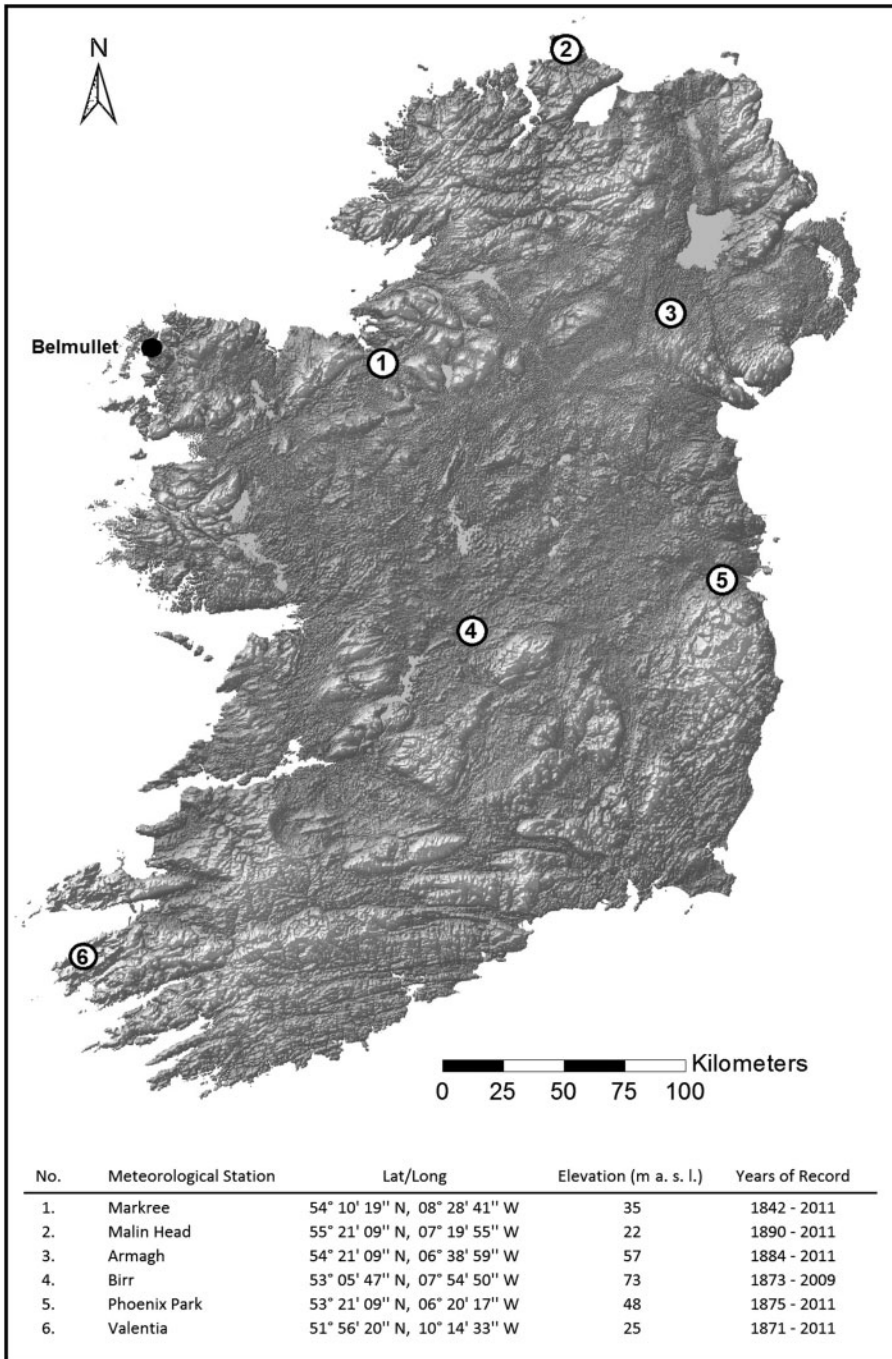 N
2
3
Belmullet
1
5
4
6
Kilometers
0 25 50 75 100
No. Meteorological Station Lat/Long Elevation (m a. s. l.) Years of Record
1. Markree 54° 10' 19'' N, 08° 28' 41'' W 35 1842 - 2011
2. Malin Head 55° 21' 09'' N, 07° 19' 55'' W 22 1890 - 2011
3. Armagh 54° 21' 09'' N, 06° 38' 59'' W 57 1884 - 2011
4. Birr 53° 05' 47'' N, 07° 54' 50'' W 73 1873 - 2009
5. Phoenix Park 53° 21' 09'' N, 06° 20' 17'' W 48 1875 - 2011
6. Valentia 51° 56' 20'' N, 10° 14' 33'' W 25 1871 - 2011